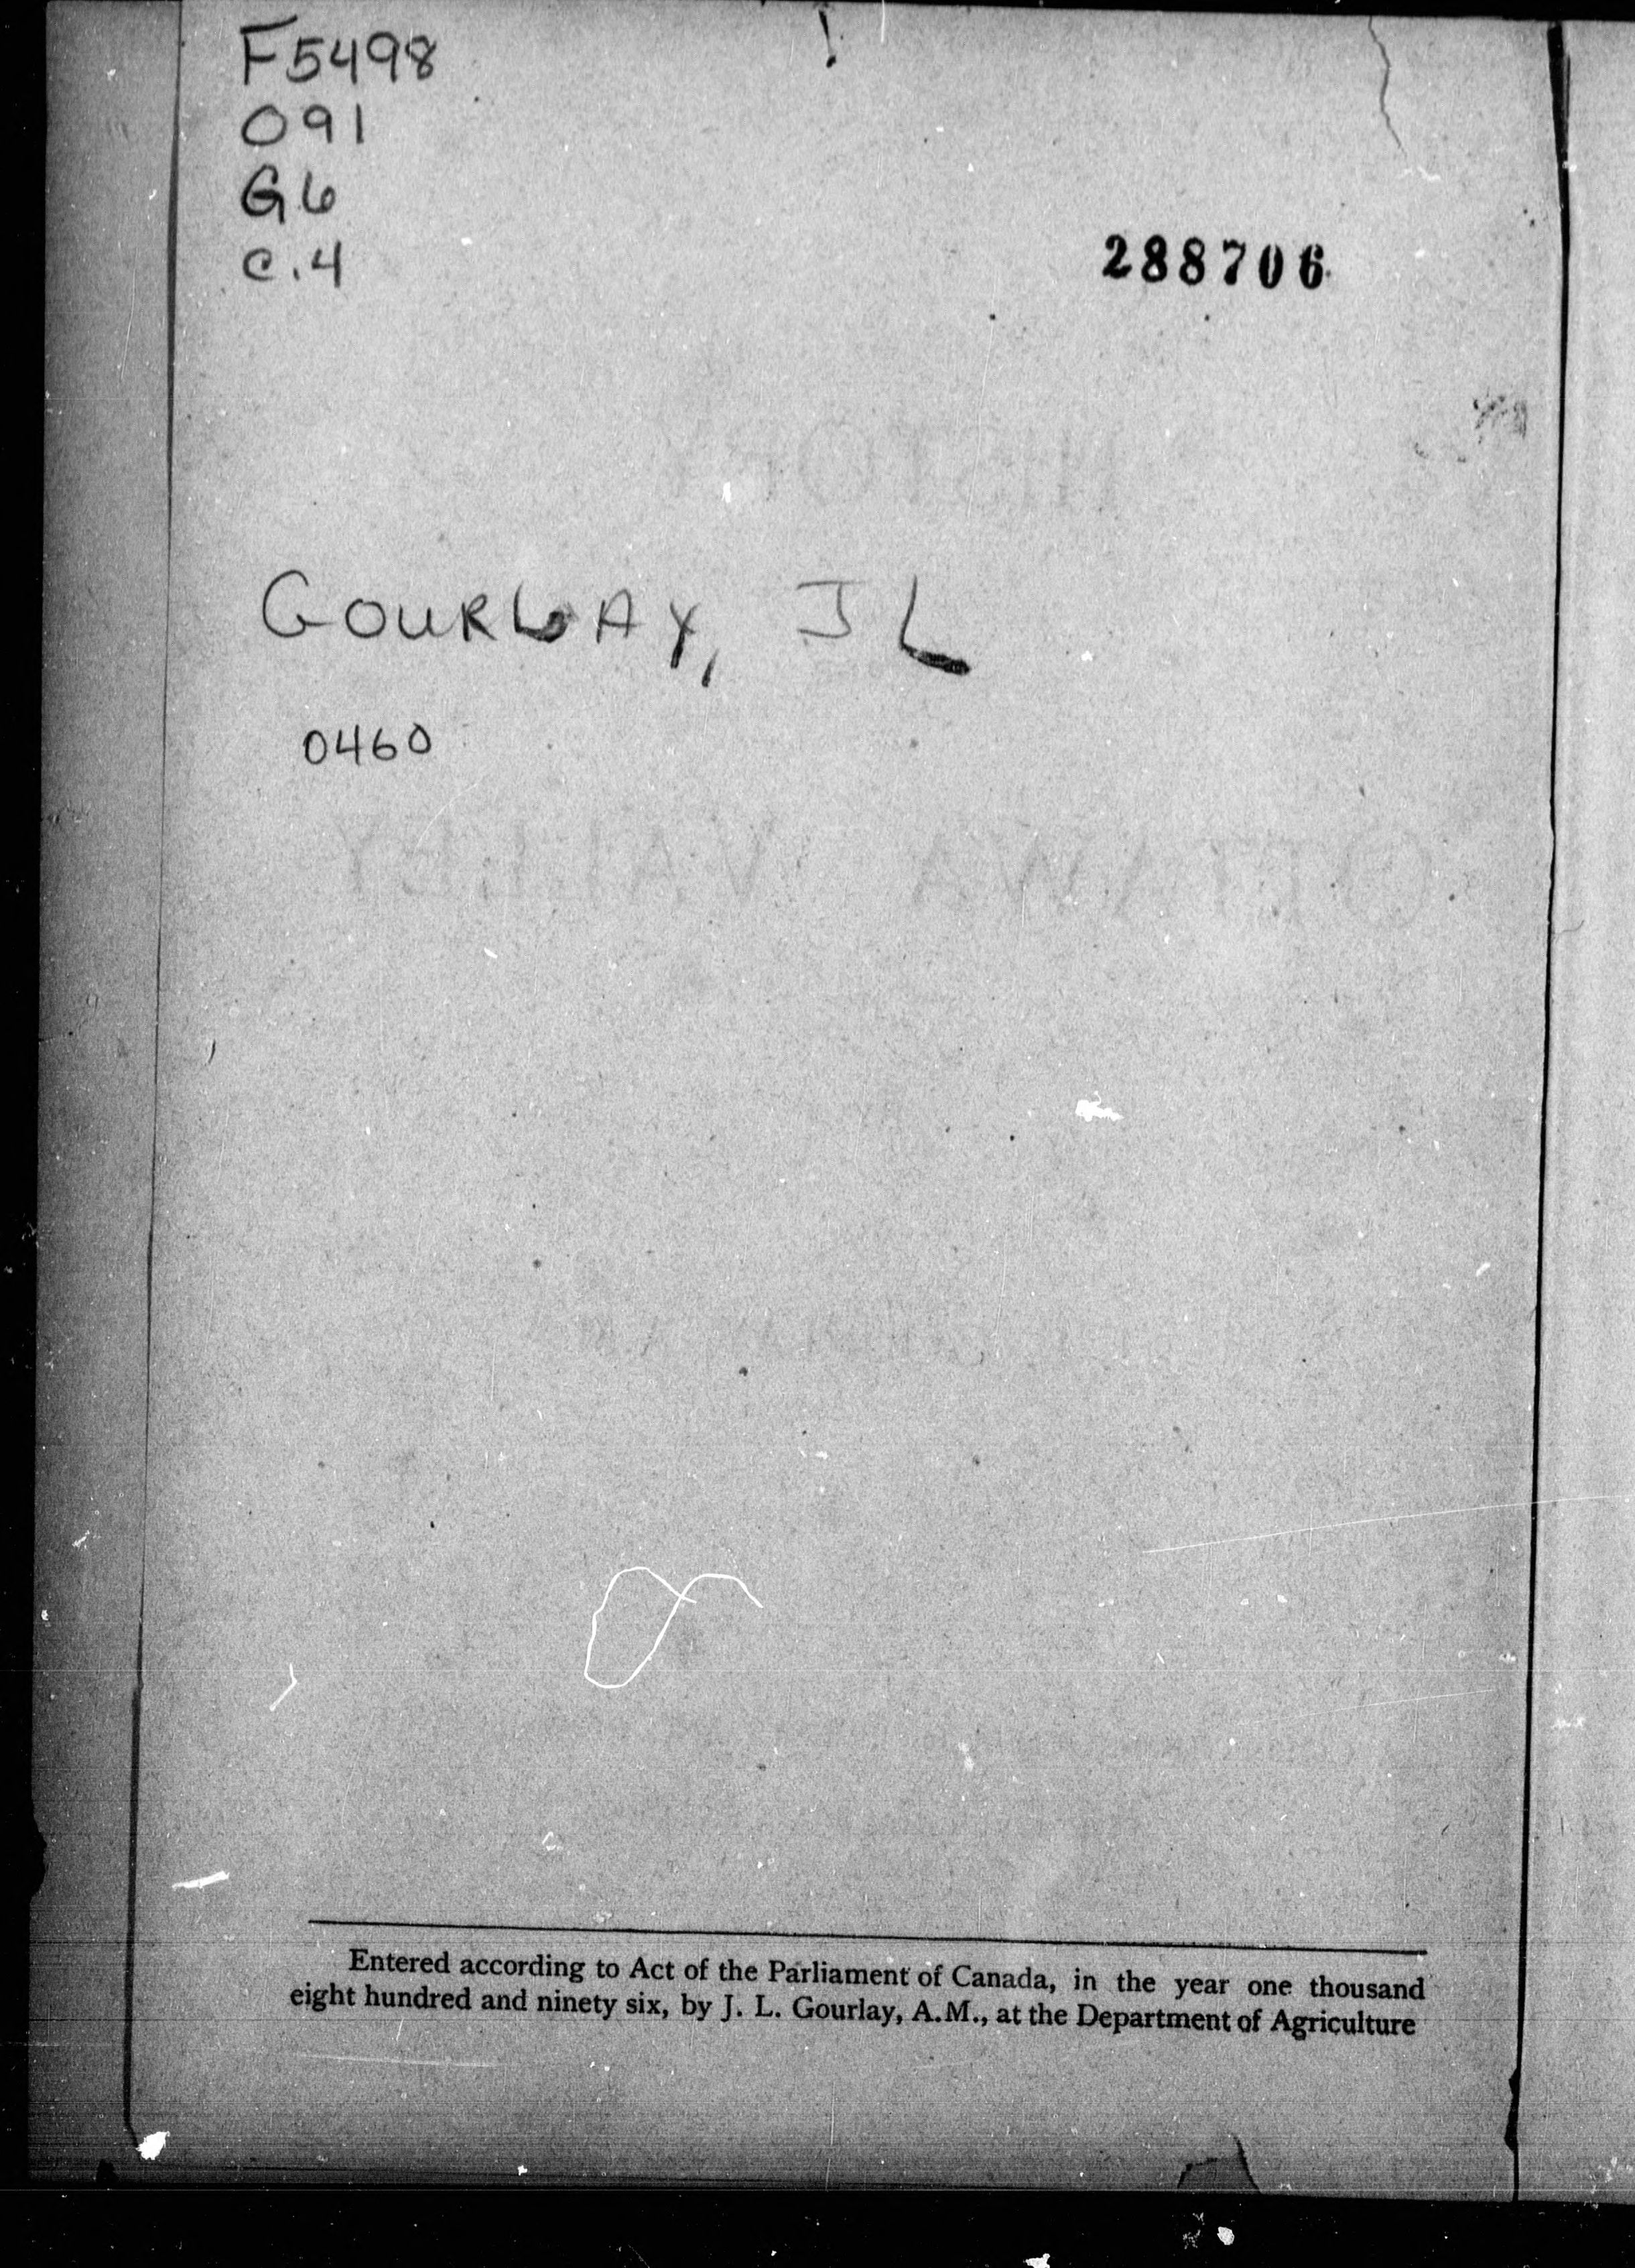 F5498
O91
G6
c.4
288706
GOURLAY, J L
0460
Entered according to Act of the Parliament of Canada, in the year one thousand
eight hundred and ninety six, by J. L. Gourlay, A.M., at the Department of Agriculture